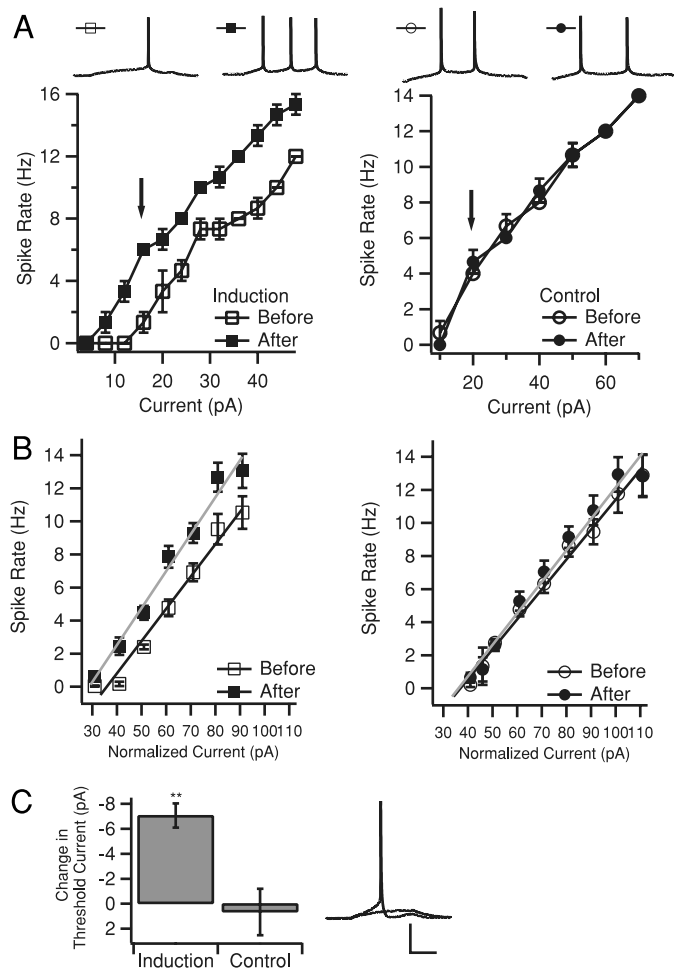 A
16
12
8
4
0
Spike Rate (Hz)
Induction
Before
After
10 20 30 40
Current (pA)
14
12
10
8
6
4
2
0
Spike Rate (Hz)
Control
Before
After
20 40 60
Current (pA)
B
14
12
10
8
6
4
2
0
Spike Rate (Hz)
Before
After
30 40 50 60 70 80 90 100 110
Normalized Current (pA)
14
12
10
8
6
4
2
0
Spike Rate (Hz)
Before
After
30 40 50 60 70 80 90 100 110
Normalized Current (pA)
C
-8
-6
-4
-2
0
2
Change in
Threshold Current (pA)
**
Induction Control